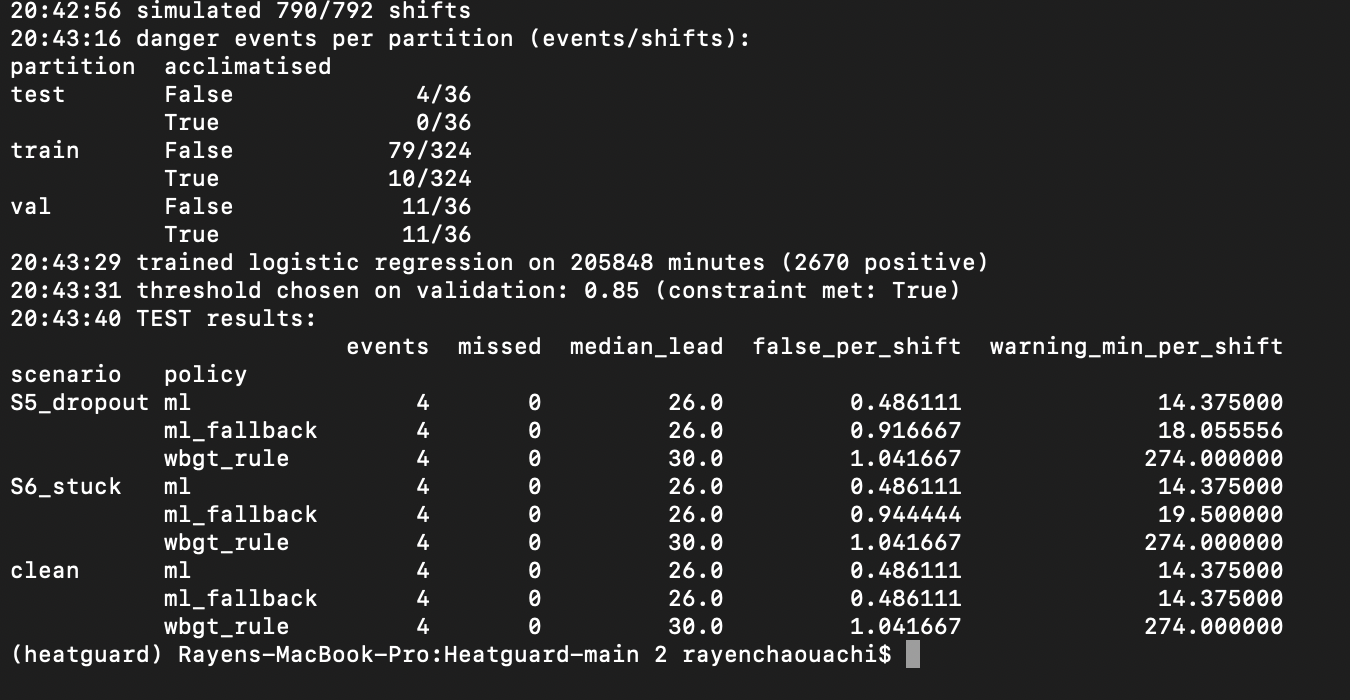 20:42:56 simulated 790/792 shifts
20:43:16 danger events per partition (events/shifts):
partition  acclimatised
test       False             4/36
           True              0/36
train      False           79/324
           True            10/324
val        False            11/36
           True             11/36
20:43:29 trained logistic regression on 205848 minutes (2670 positive)
20:43:31 threshold chosen on validation: 0.85 (constraint met: True)
20:43:40 TEST results:
                         events  missed  median_lead  false_per_shift  warning_min_per_shift
scenario   policy
S5_dropout ml                 4       0         26.0         0.486111              14.375000
           ml_fallback        4       0         26.0         0.916667              18.055556
           wbgt_rule          4       0         30.0         1.041667             274.000000
S6_stuck   ml                 4       0         26.0         0.486111              14.375000
           ml_fallback        4       0         26.0         0.944444              19.500000
           wbgt_rule          4       0         30.0         1.041667             274.000000
clean      ml                 4       0         26.0         0.486111              14.375000
           ml_fallback        4       0         26.0         0.486111              14.375000
           wbgt_rule          4       0         30.0         1.041667             274.000000
(heatguard) Rayens-MacBook-Pro:Heatguard-main 2 rayenchaouachi$